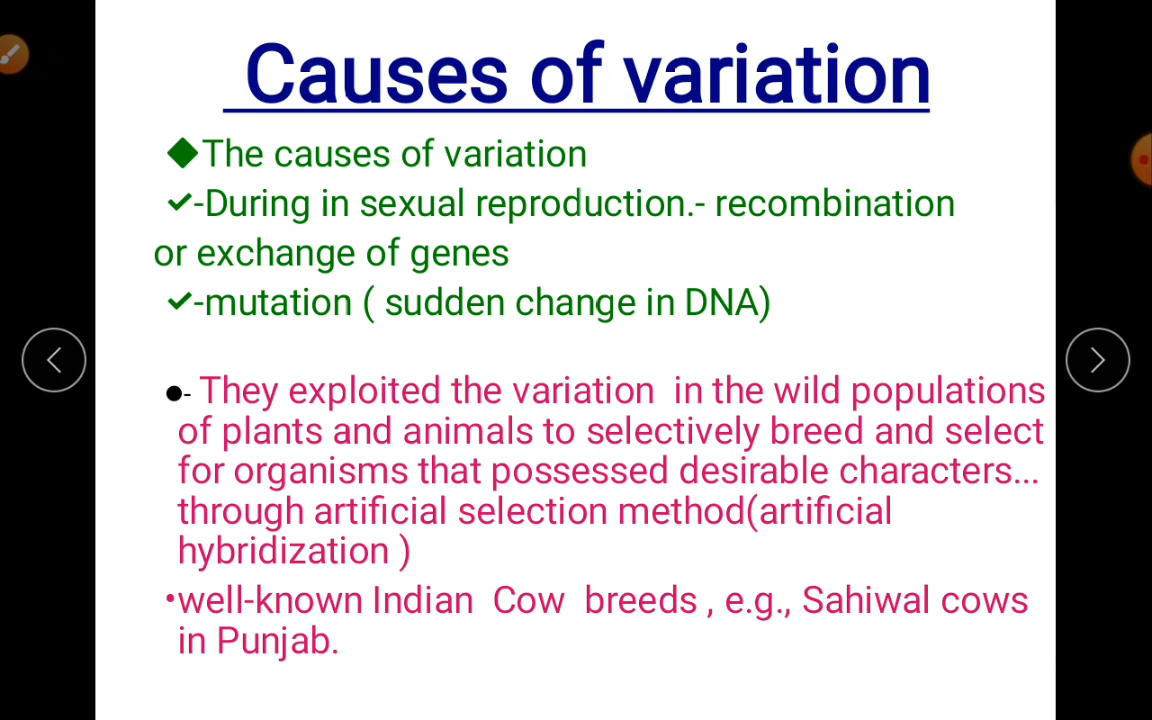 Causes of variation
◆The causes of variation
✔-During in sexual reproduction.- recombination
or exchange of genes
✔-mutation ( sudden change in DNA)
●- They exploited the variation in the wild populations
of plants and animals to selectively breed and select
for organisms that possessed desirable characters...
through artificial selection method(artificial
hybridization )
•well-known Indian Cow breeds , e.g., Sahiwal cows
in Punjab.